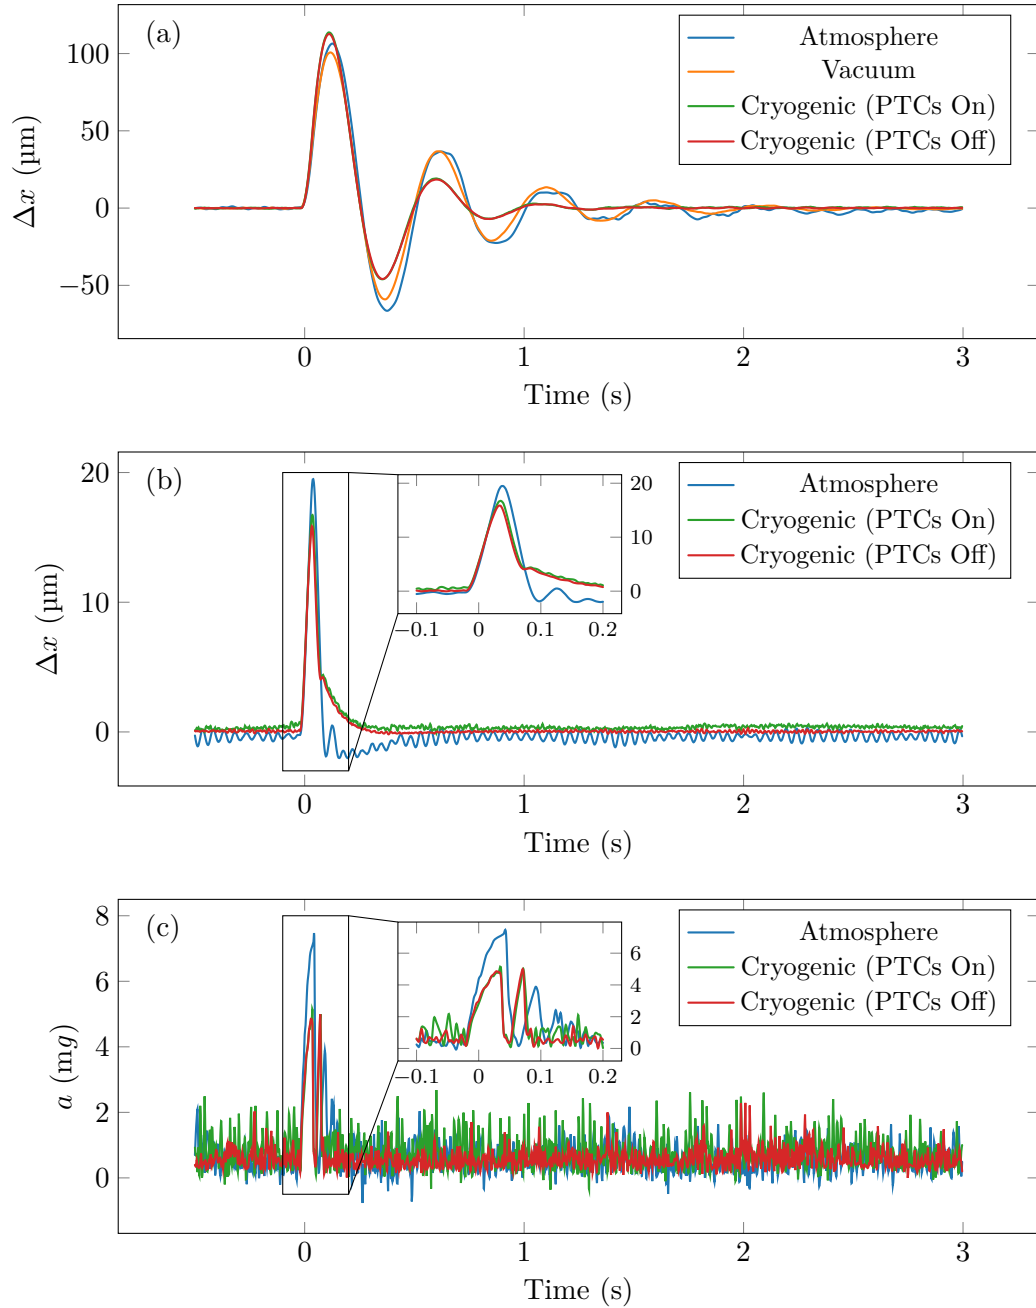 (a)
Atmosphere
Vacuum
Cryogenic (PTCs On)
Cryogenic (PTCs Off)
100
50
0
−50
Δx (µm)
0 1 2 3
Time (s)
(b)
Atmosphere
Cryogenic (PTCs On)
Cryogenic (PTCs Off)
20
10
0
Δx (µm)
20
10
0
−0.1 0 0.1 0.2
0 1 2 3
Time (s)
(c)
Atmosphere
Cryogenic (PTCs On)
Cryogenic (PTCs Off)
8
6
4
2
0
a (mg)
6
4
2
0
−0.1 0 0.1 0.2
0 1 2 3
Time (s)